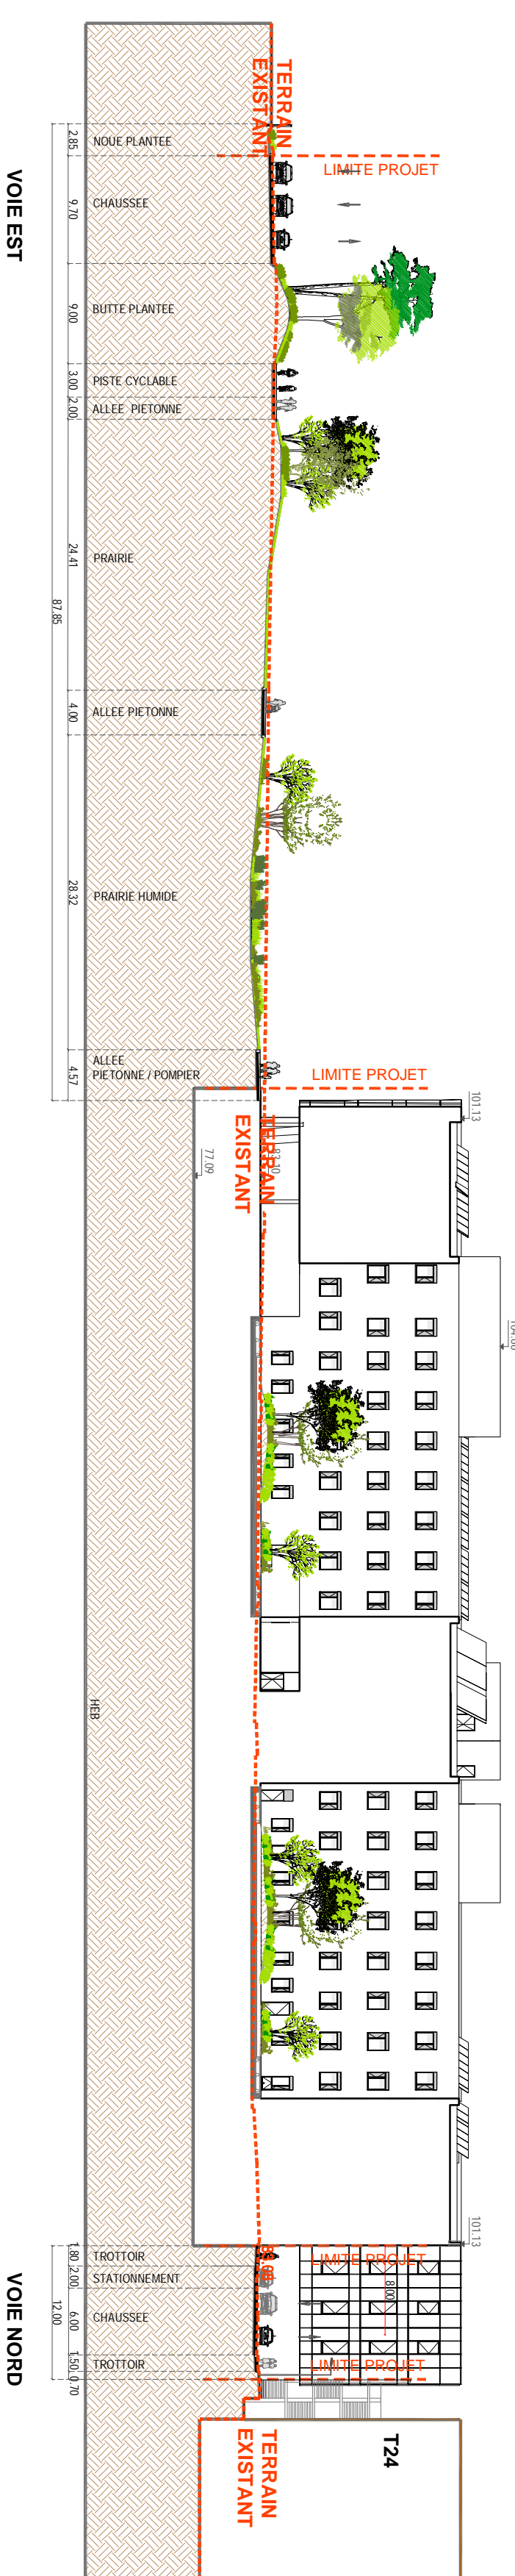 TERRAIN
EXISTANT
LIMITE PROJET
NOUE PLANTEE
CHAUSSEE
BUTTE PLANTEE
PISTE CYCLABLE
ALLEE PIETONNE
PRAIRIE
ALLEE PIETONNE
PRAIRIE HUMIDE
ALLEE
PIETONNE / POMPIER
2.85
9.70
9.00
3.00
2.00
24.41
4.00
28.32
4.57
87.85
VOIE EST
LIMITE PROJET
101.13
TERRAIN
EXISTANT
83.10
77.09
HEB
101.13
LIMITE PROJET
8.00
LIMITE PROJET
TROTTOIR
STATIONNEMENT
CHAUSSEE
TROTTOIR
1.80
2.00
6.00
1.50
0.70
12.00
VOIE NORD
T24
TERRAIN
EXISTANT